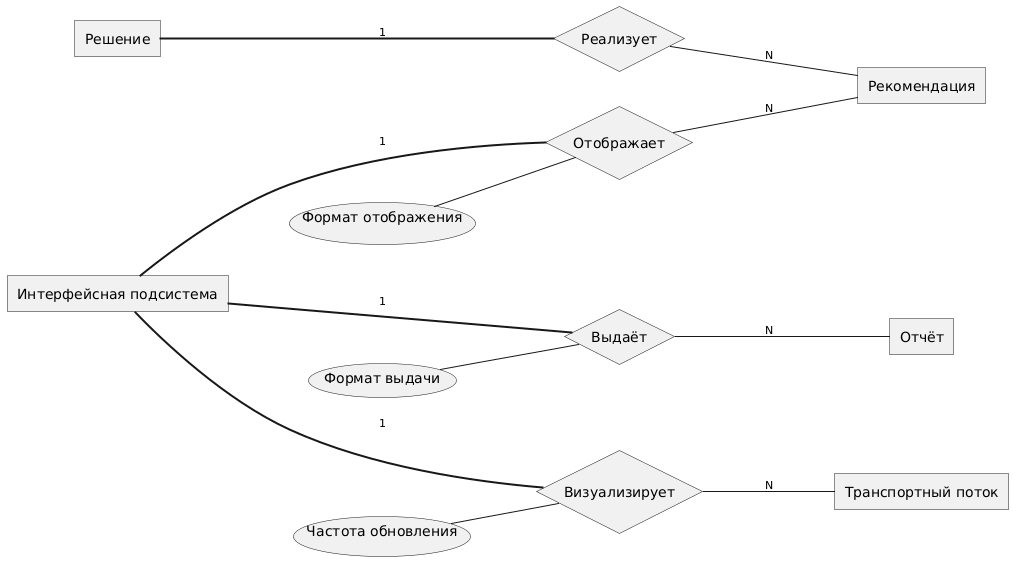 Решение
1
Реализует
N
Рекомендация
N
1
Отображает
Формат отображения
Интерфейсная подсистема
1
Выдаёт
N
Отчёт
Формат выдачи
1
Визуализирует
N
Транспортный поток
Частота обновления